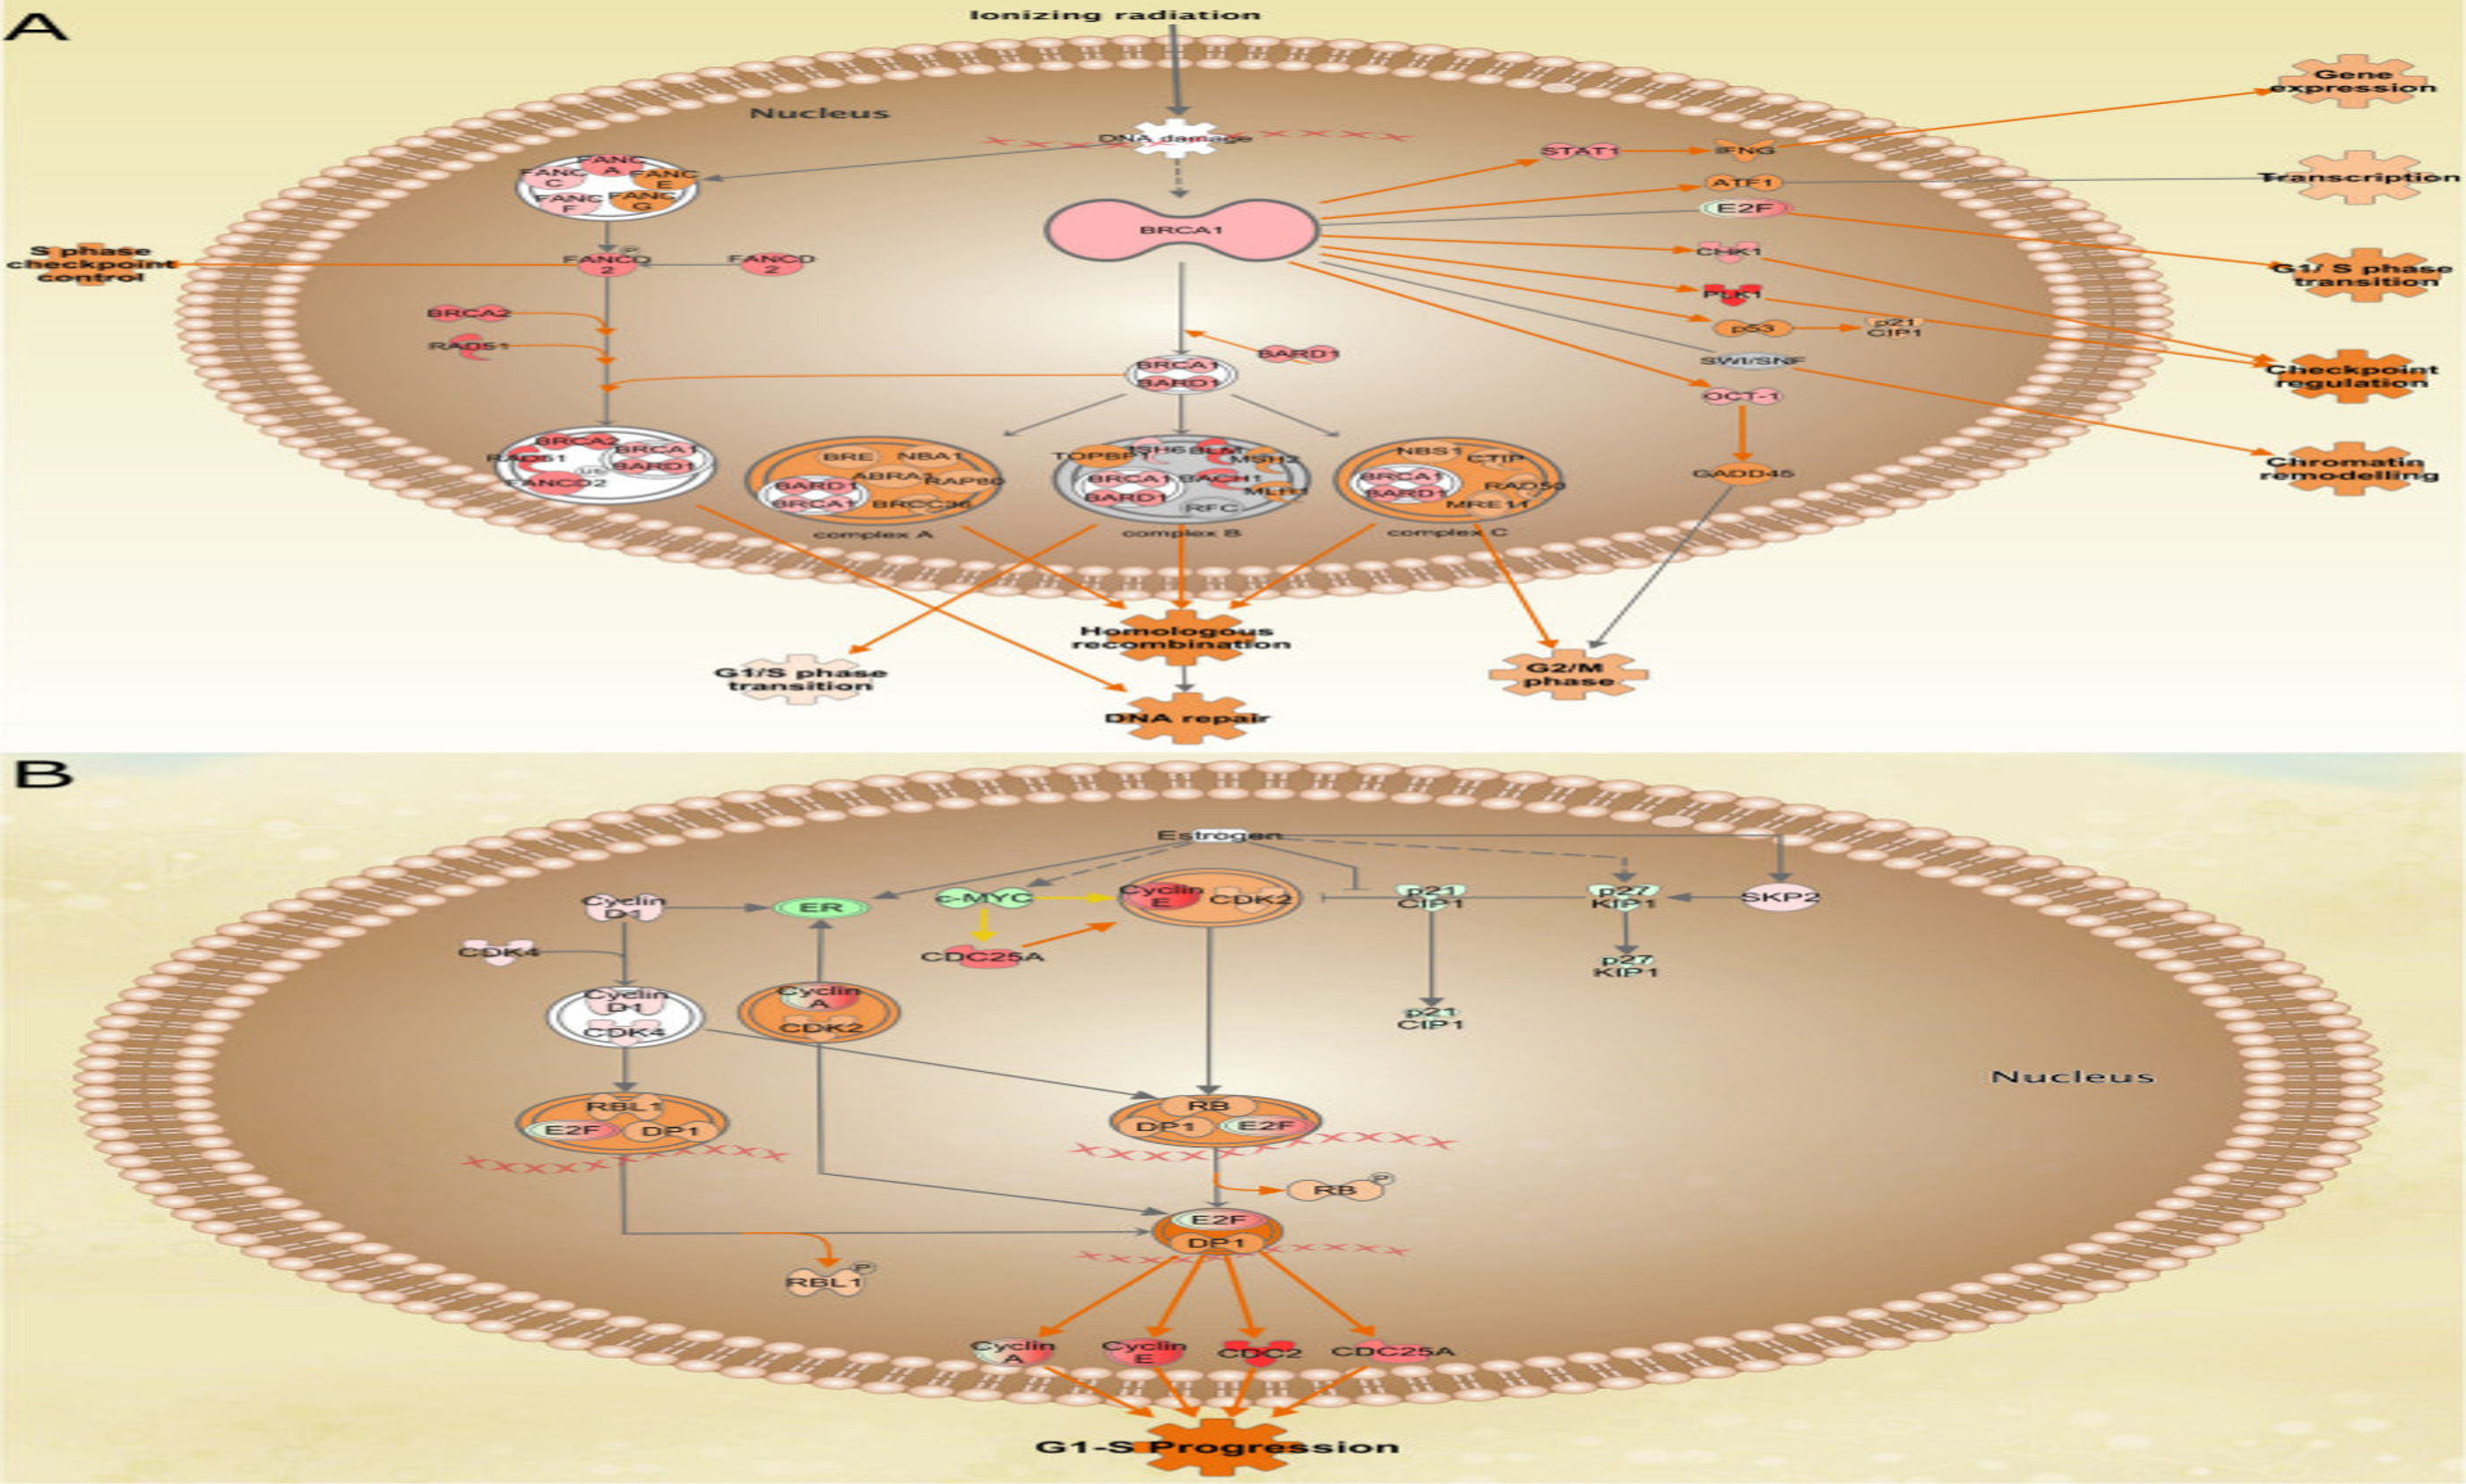 A
Ionizing radiation
Nucleus
DNA damage
Gene
expression
Transcription
G1/ S phase
transition
Checkpoint
regulation
Chromatin
remodelling
S phase
checkpoint
control
FANC
A
FANC
C
FANC
E
FANC
F
FANC
G
P
FANCD
2
FANCD
2
BRCA2
RAD51
BRCA1
STAT1
IFNG
ATF1
E2F
CHK1
PLK1
p53
p21
CIP1
SWI/SNF
OCT-1
GADD45
BARD1
BRCA1
BARD1
BRCA2
RAD51
BRCA1
BARD1
ub
FANCD2
BRE
NBA1
ABRA1
RAP80
BARD1
BRCA1
BRCC36
complex A
TOPBP1
MSH6
BLM
MSH2
BRCA1
BARD1
BACH1
MLH1
RFC
complex B
NBS1
CTIP
BRCA1
BARD1
RAD50
MRE11
complex C
Homologous
recombination
G1/S phase
transition
G2/M
phase
DNA repair
B
Estrogen
Cyclin
D1
ER
c-MYC
Cyclin
E
CDK2
p21
CIP1
p27
KIP1
SKP2
CDK4
CDC25A
p27
KIP1
Cyclin
D1
CDK4
Cyclin
A
CDK2
p21
CIP1
Nucleus
RBL1
E2F
DP1
RB
DP1
E2F
RB
P
E2F
DP1
RBL1
P
Cyclin
A
Cyclin
E
CDC2
CDC25A
G1-S Progression